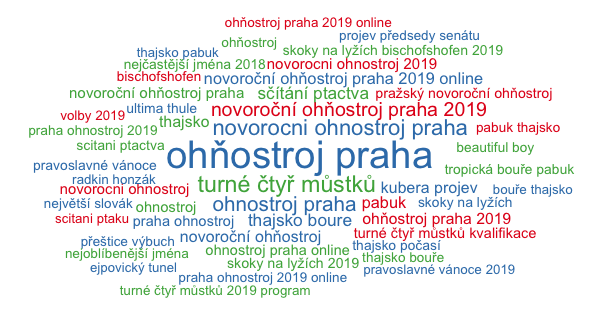 ohňostroj praha 2019 online
projev předsedy senátu
ohňostroj
thajsko pabuk
skoky na lyžích bischofshofen 2019
nejčastější jména 2018
novorocni ohnostroj 2019
bischofshofen
novoroční ohňostroj praha 2019 online
novoroční ohňostroj praha
sčítání ptactva
pražský novoroční ohňostroj
volby 2019
ultima thule
novoroční ohňostroj praha 2019
praha ohnostroj 2019
thajsko
novorocni ohnostroj praha
pabuk thajsko
scitani ptactva
beautiful boy
ohňostroj praha
pravoslavné vánoce
tropická bouře pabuk
radkin honzák
turné čtyř můstků
kubera projev
bouře thajsko
novorocni ohnostroj
největší slovák
ohnostroj
ohnostroj praha
pabuk
skoky na lyžích
scitani ptaku
praha ohnostroj
thajsko boure
ohňostroj praha 2019
turné čtyř můstků kvalifikace
přeštice výbuch
novoroční ohňostroj
thajsko počasí
nejoblíbenější jména
ohnostroj praha online
thajsko bouře
ejpovický tunel
skoky na lyžích 2019
pravoslavné vánoce 2019
praha ohnostroj 2019 online
turné čtyř můstků 2019 program